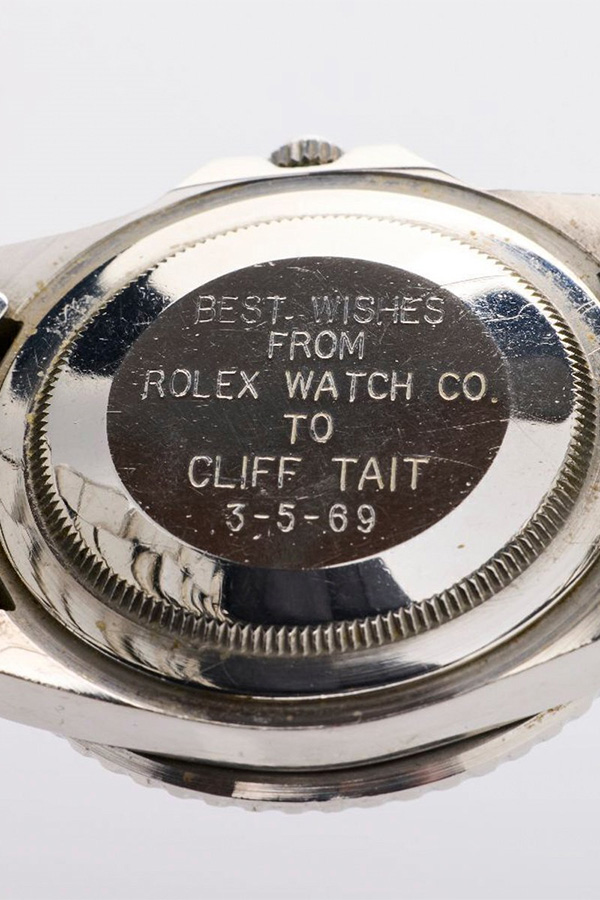 BEST WISHES
FROM
ROLEX WATCH CO.
TO
CLIFF TAIT
3-5-69